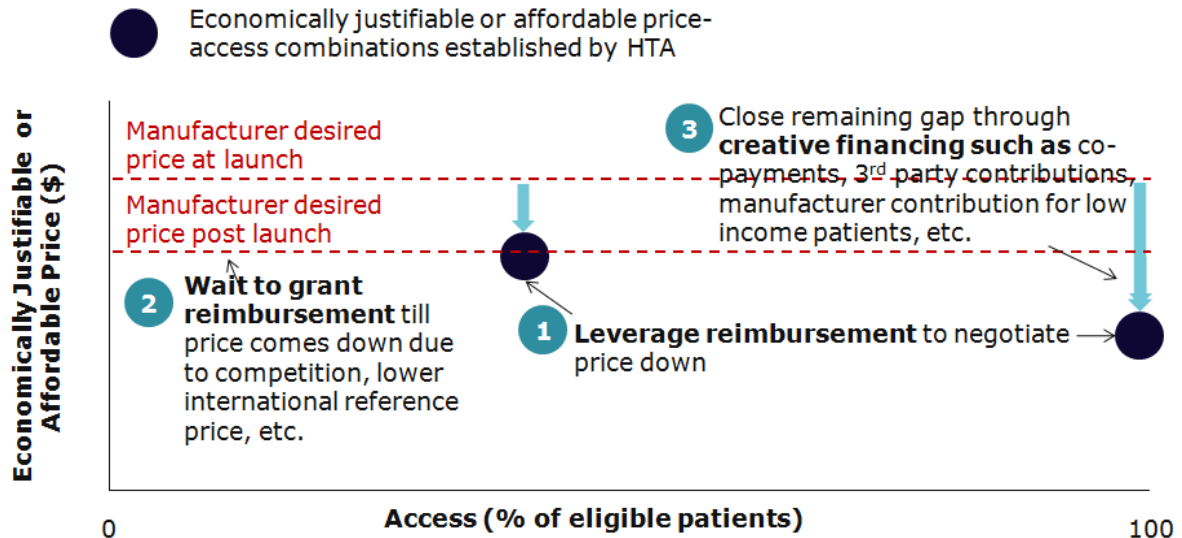 Economically justifiable or affordable price-
access combinations established by HTA
Economically Justifiable or
Affordable Price ($)
Manufacturer desired
price at launch
Manufacturer desired
price post launch
2
Wait to grant
reimbursement till
price comes down due
to competition, lower
international reference
price, etc.
1
Leverage reimbursement to negotiate
price down
3
Close remaining gap through
creative financing such as co-
payments, 3rd party contributions,
manufacturer contribution for low
income patients, etc.
0
Access (% of eligible patients)
100